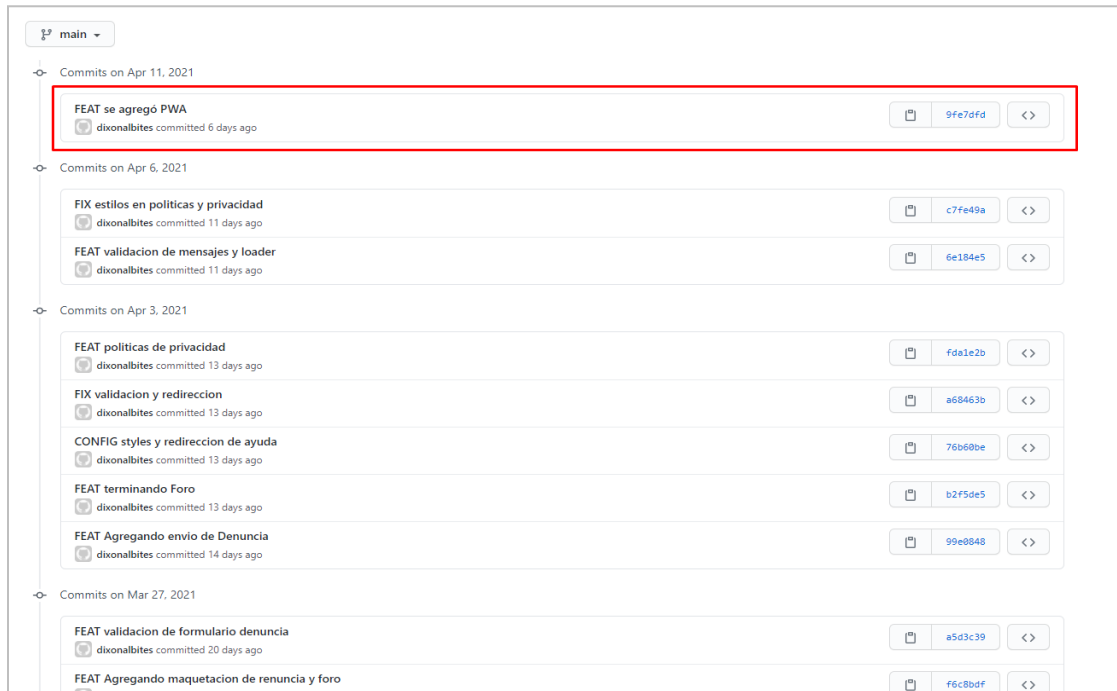 main
Commits on Apr 11, 2021
FEAT se agregó PWA
dixonalbites committed 6 days ago
9fe7dfd
Commits on Apr 6, 2021
FIX estilos en politicas y privacidad
dixonalbites committed 11 days ago
c7fe49a
FEAT validacion de mensajes y loader
dixonalbites committed 11 days ago
6e184e5
Commits on Apr 3, 2021
FEAT politicas de privacidad
dixonalbites committed 13 days ago
fda1e2b
FIX validacion y redireccion
dixonalbites committed 13 days ago
a68463b
CONFIG styles y redireccion de ayuda
dixonalbites committed 13 days ago
76b60be
FEAT terminando Foro
dixonalbites committed 13 days ago
b2f5de5
FEAT Agregando envio de Denuncia
dixonalbites committed 14 days ago
99e0848
Commits on Mar 27, 2021
FEAT validacion de formulario denuncia
dixonalbites committed 20 days ago
a5d3c39
FEAT Agregando maquetacion de renuncia y foro
f6c8bdf